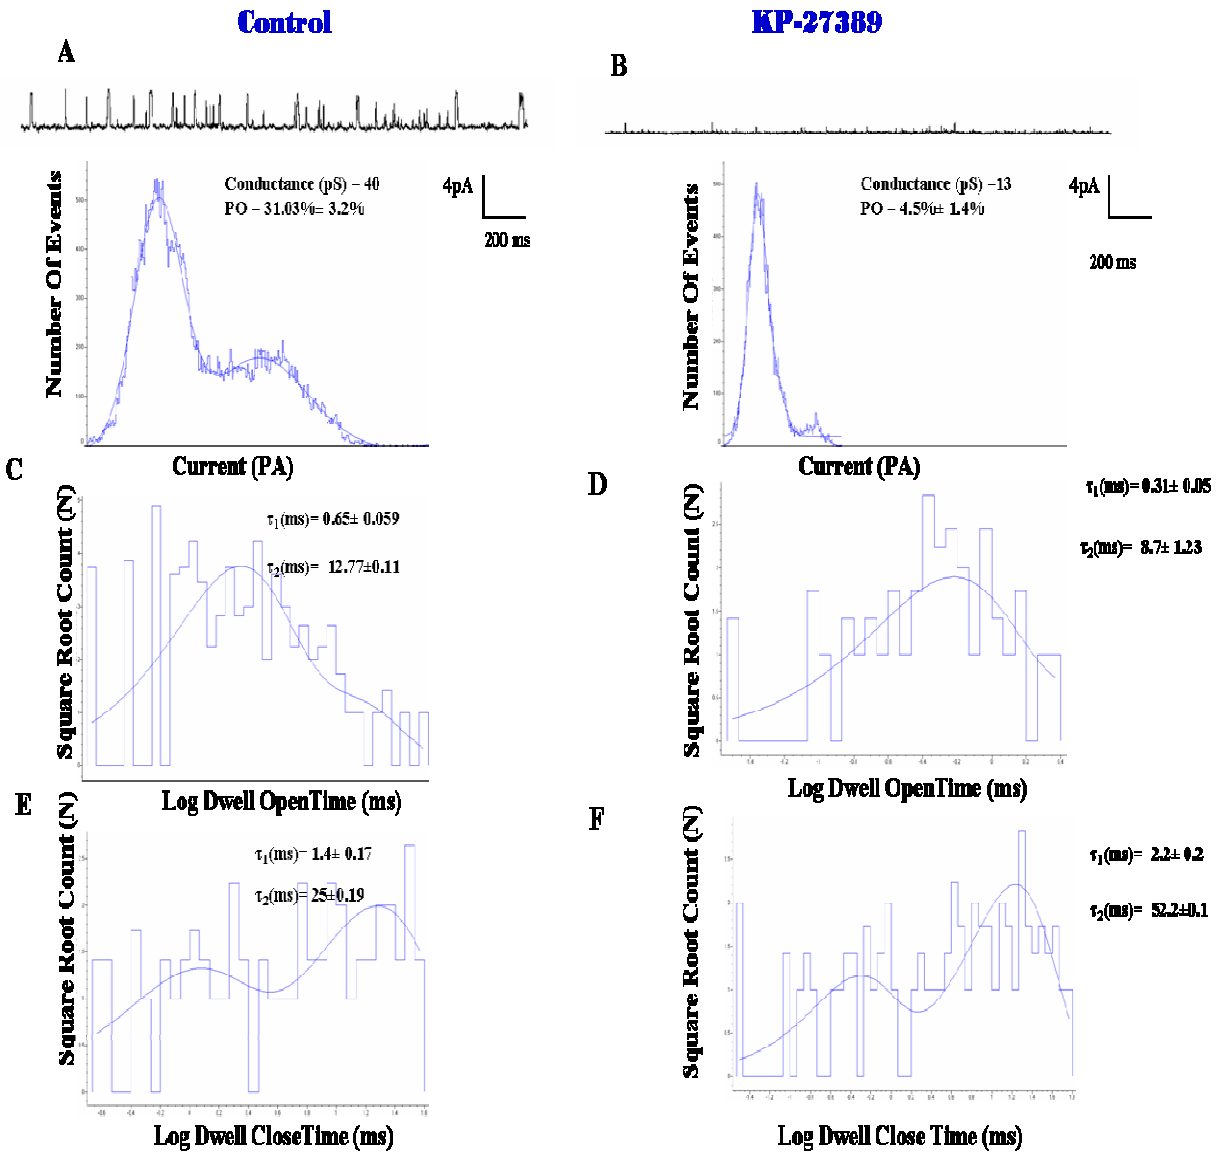 Control
KP-27389
A
B
Conductance (pS) – 40
PO – 31.03%± 3.2%
4pA
200 ms
Number Of Events
Current (PA)
Conductance (pS) –13
PO – 4.5%± 1.4%
4pA
200 ms
Number Of Events
Current (PA)
C
τ1(ms)= 0.65± 0.059
τ2(ms)= 12.77±0.11
Square Root Count (N)
Log Dwell OpenTime (ms)
D
τ1(ms)= 0.31± 0.05
τ2(ms)= 8.7± 1.23
Square Root Count (N)
Log Dwell OpenTime (ms)
E
τ1(ms)= 1.4± 0.17
τ2(ms)= 25±0.19
Square Root Count (N)
Log Dwell CloseTime (ms)
F
τ1(ms)= 2.2± 0.2
τ2(ms)= 52.2±0.1
Square Root Count (N)
Log Dwell Close Time (ms)